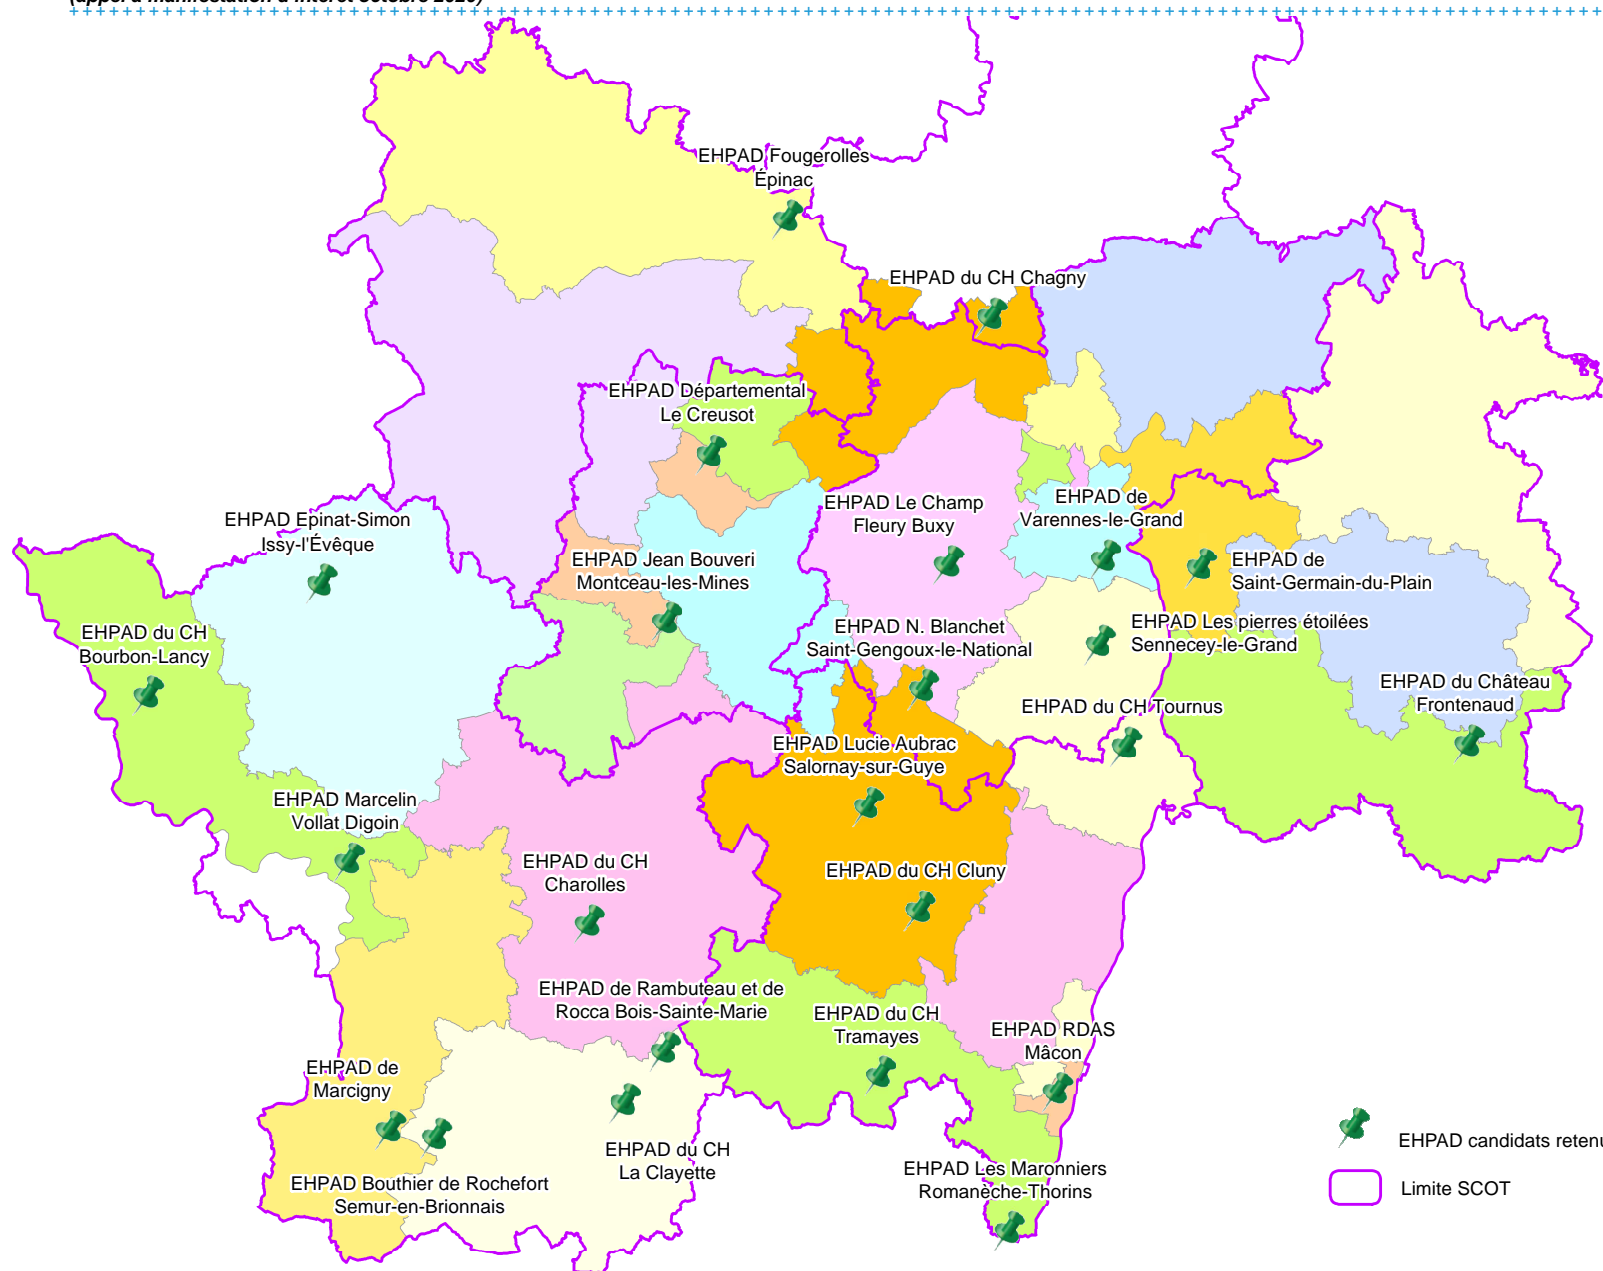 EHPAD Fougerolles
Épinac
EHPAD du CH Chagny
EHPAD Départemental
Le Creusot
EHPAD Le Champ
Fleury Buxy
EHPAD de
Varennes-le-Grand
EHPAD Epinat-Simon
Issy-l'Évêque
EHPAD Jean Bouveri
Montceau-les-Mines
EHPAD de
Saint-Germain-du-Plain
EHPAD du CH
Bourbon-Lancy
EHPAD N. Blanchet
Saint-Gengoux-le-National
EHPAD Les pierres étoilées
Sennecey-le-Grand
EHPAD du Château
Frontenaud
EHPAD du CH Tournus
EHPAD Lucie Aubrac
Salornay-sur-Guye
EHPAD Marcelin
Vollat Digoin
EHPAD du CH
Charolles
EHPAD du CH Cluny
EHPAD de Rambuteau et de
Rocca Bois-Sainte-Marie
EHPAD du CH
Tramayes
EHPAD RDAS
Mâcon
EHPAD de
Marcigny
EHPAD du CH
La Clayette
EHPAD Bouthier de Rochefort
Semur-en-Brionnais
EHPAD Les Maronniers
Romanèche-Thorins
EHPAD candidats retenu
Limite SCOT